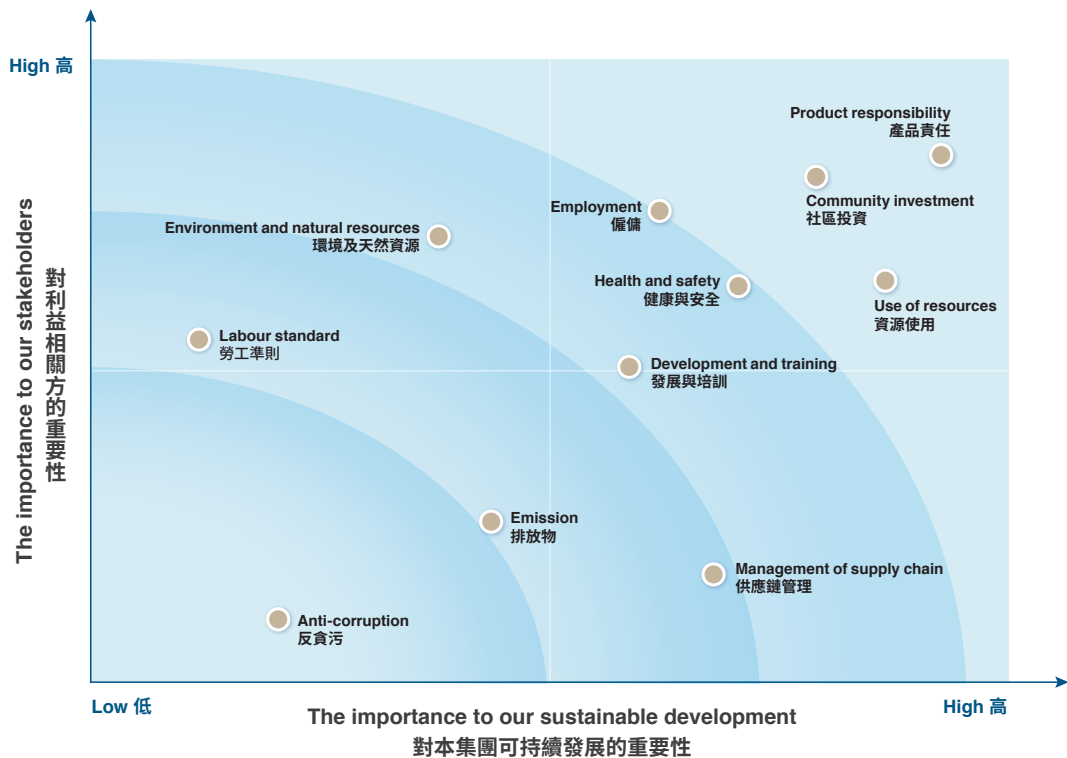 High 高
Product responsibility
產品責任
Community investment
社區投資
Employment
僱傭
Environment and natural resources
環境及天然資源
Health and safety
健康與安全
Use of resources
資源使用
Labour standard
勞工準則
Development and training
發展與培訓
Emission
排放物
Management of supply chain
供應鏈管理
Anti-corruption
反貪污
The importance to our stakeholders
對利益相關方的重要性
Low 低
High 高
The importance to our sustainable development
對本集團可持續發展的重要性